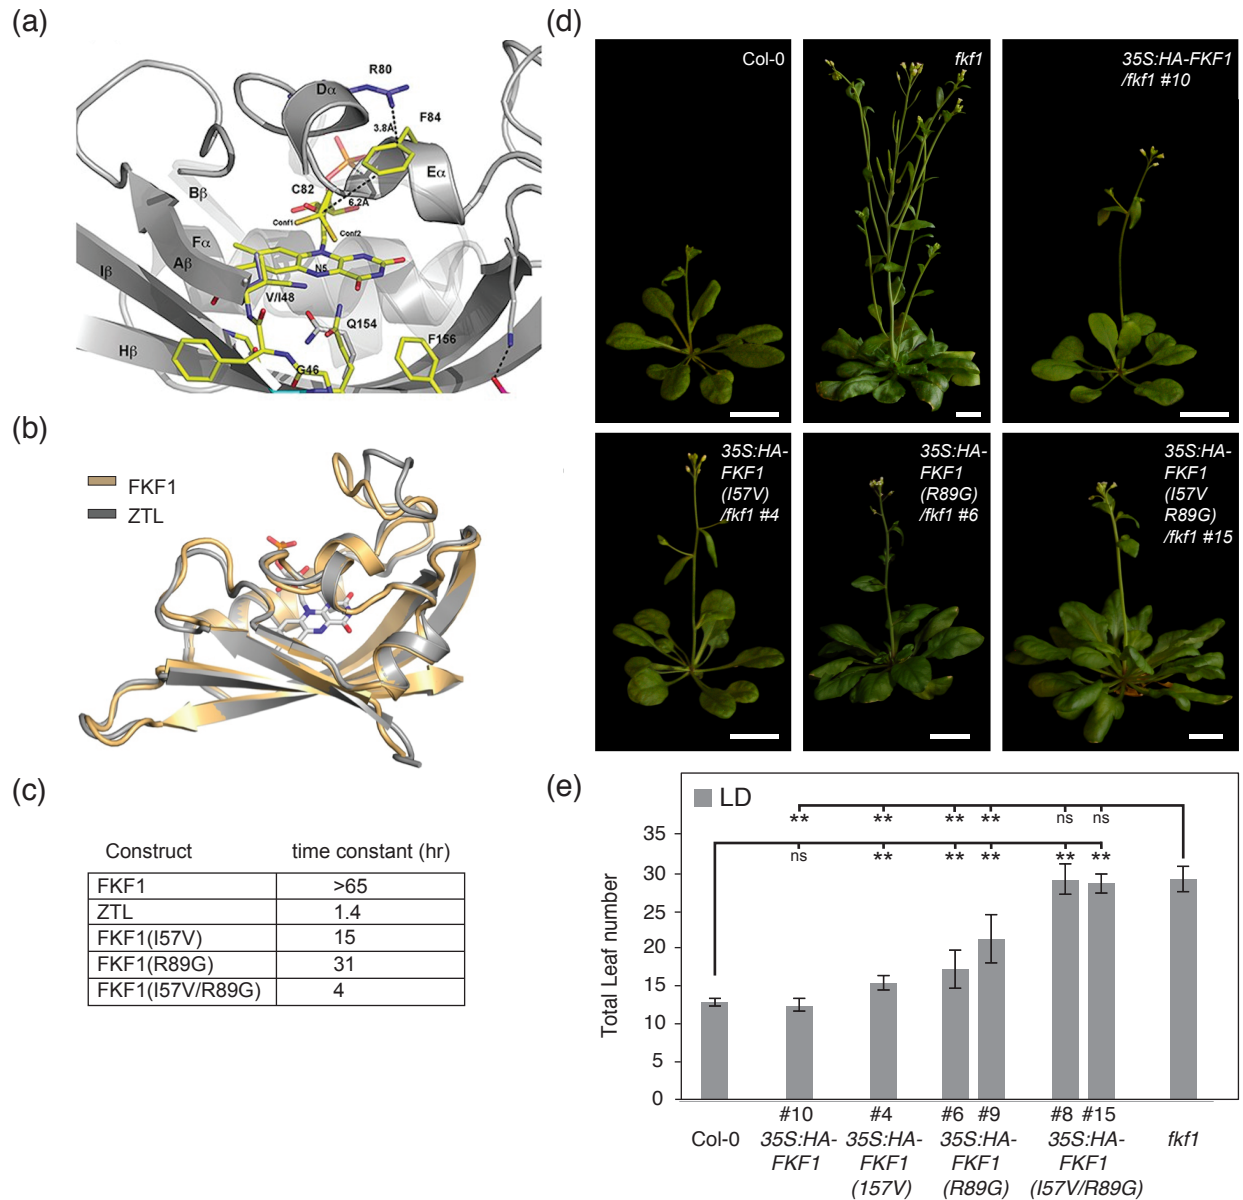 (a)
R80
Dα
F84
3.8A
Eα
C82
Bβ
6.2A
Conf1
Conf2
Fα
Aβ
N5
Iβ
V/I48
Q154
F156
Hβ
G46
(b)
FKF1
ZTL
(c)
Construct time constant (hr)
FKF1 >65
ZTL 1.4
FKF1(I57V) 15
FKF1(R89G) 31
FKF1(I57V/R89G) 4
(d)
Col-0
fkf1
35S:HA-FKF1
/fkf1 #10
35S:HA-
FKF1
(I57V)
/fkf1 #4
35S:HA-
FKF1
(R89G)
/fkf1 #6
35S:HA-
FKF1
(I57V
R89G)
/fkf1 #15
(e)
LD
** ** ** ** ns ns
ns ** ** ** ** **
Total Leaf number
35
30
25
20
15
10
5
0
#10 #4 #6 #9 #8 #15
Col-0 35S:HA- 35S:HA- 35S:HA- 35S:HA- fkf1
FKF1 FKF1 FKF1 FKF1
(157V) (R89G) (I57V/R89G)